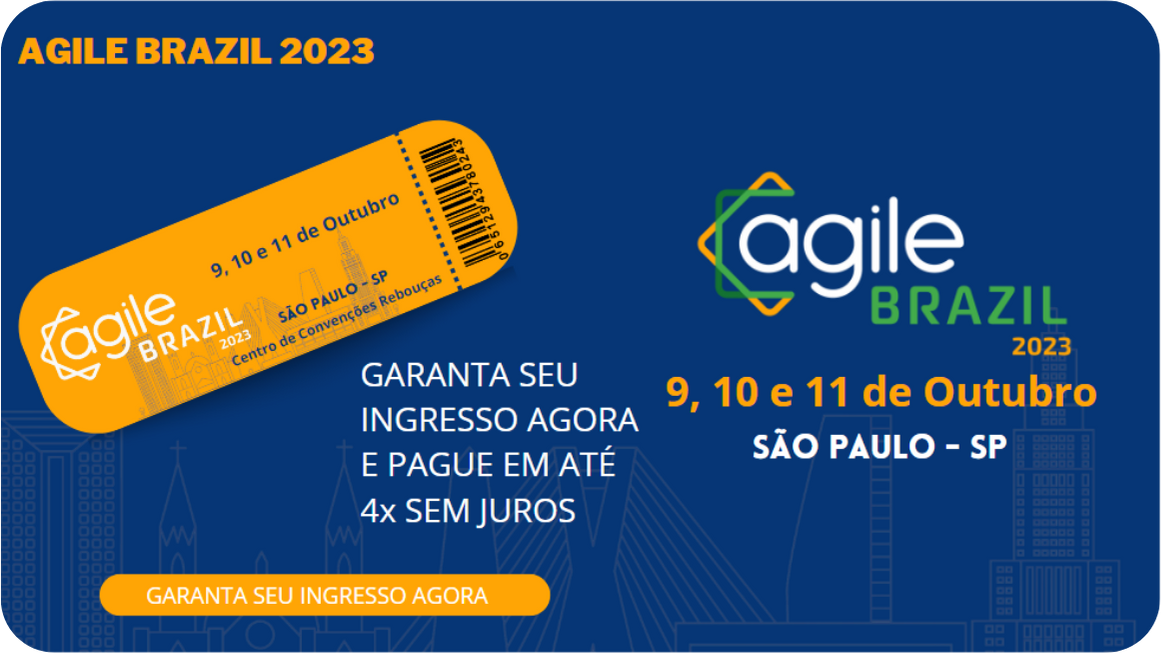 AGILE BRAZIL 2023
9, 10 e 11 de Outubro
SÃO PAULO - SP
Centro de Convenções Rebouças
agile
BRAZIL
2023
06512943780243
agile
BRAZIL
2023
9, 10 e 11 de Outubro
SÃO PAULO - SP
GARANTA SEU
INGRESSO AGORA
E PAGUE EM ATÉ
4x SEM JUROS
GARANTA SEU INGRESSO AGORA